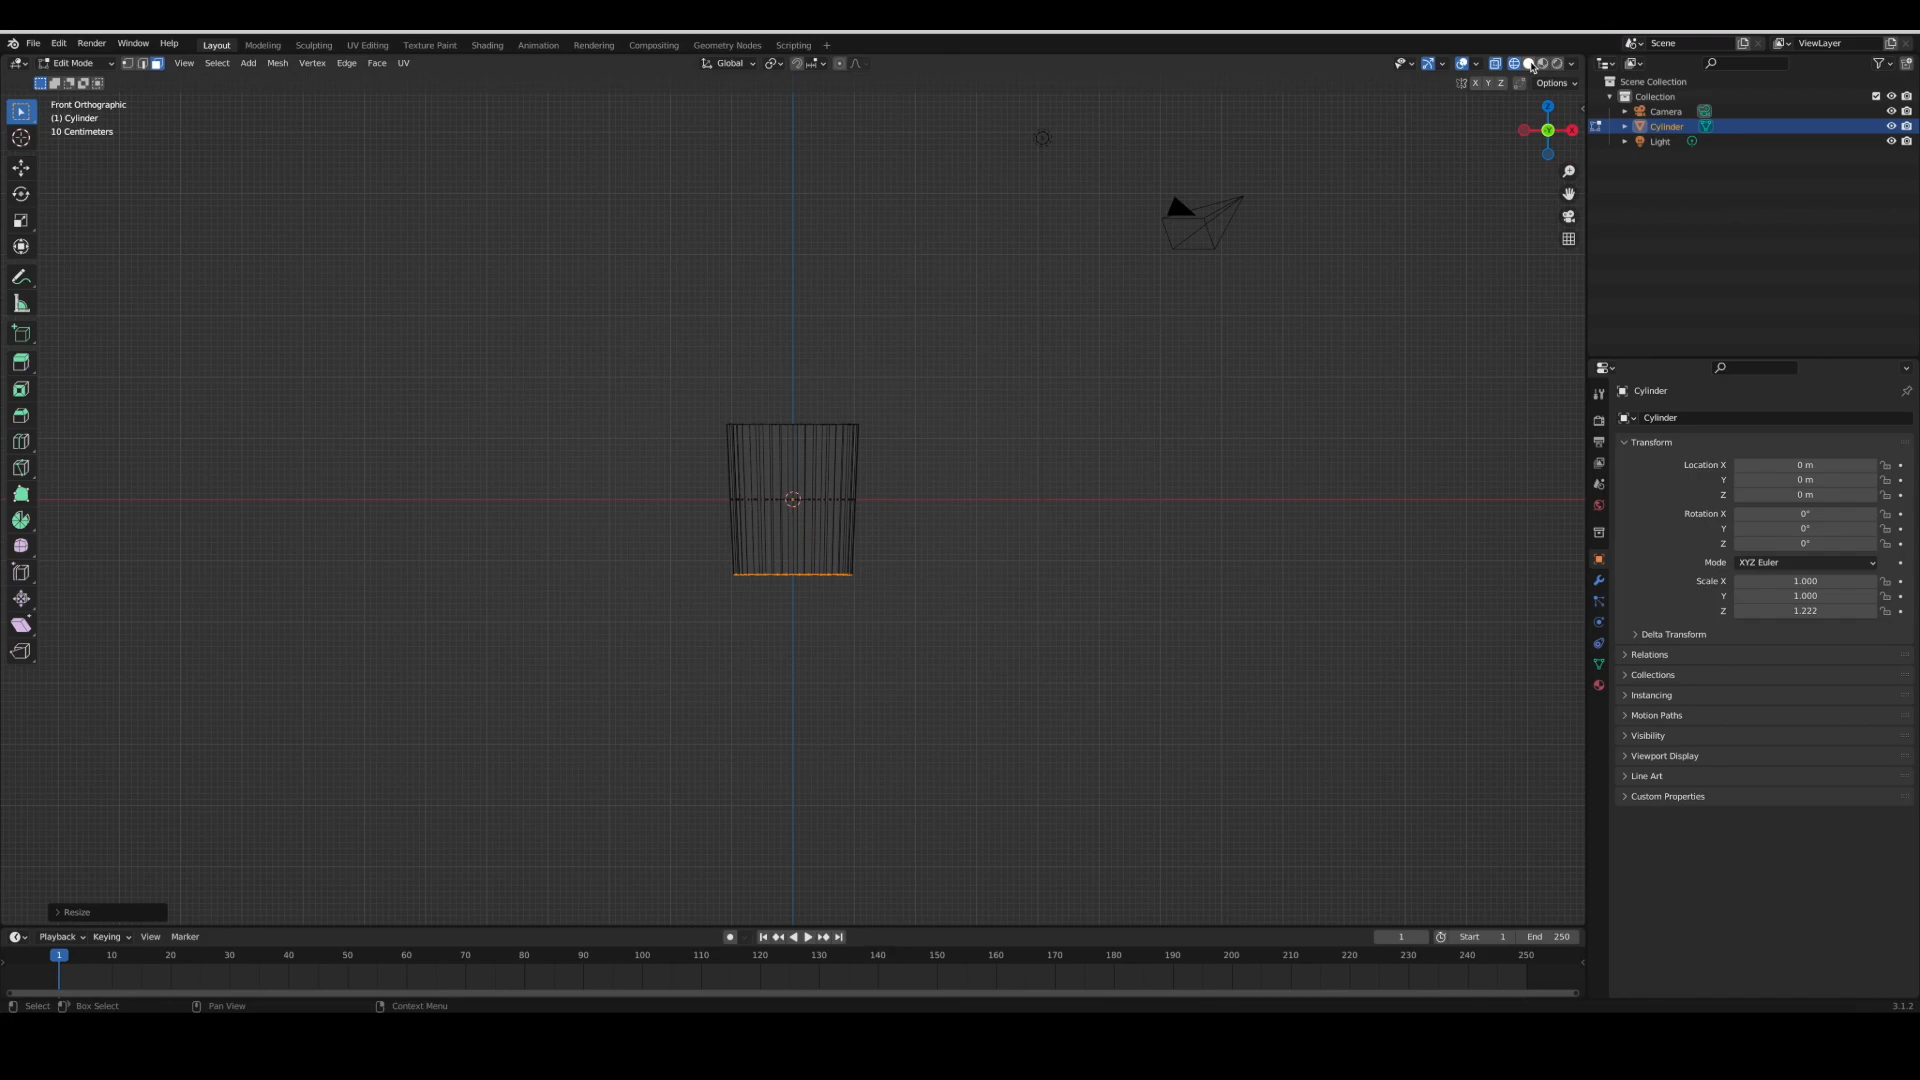 File Edit Render Window Help Layout Modeling Sculpting UV Editing Texture Paint Shading Animation Rendering Compositing Geometry Nodes Scripting + Scene ViewLayer
Edit Mode View Select Add Mesh Vertex Edge Face UV Global
X Y Z Options
Front Orthographic
(1) Cylinder
10 Centimeters
Z
-Y X
Scene Collection
Collection
Camera
Cylinder
Light
Cylinder
Cylinder
Transform
Location X 0 m
Y 0 m
Z 0 m
Rotation X 0°
Y 0°
Z 0°
Mode XYZ Euler
Scale X 1.000
Y 1.000
Z 1.222
Delta Transform
Relations
Collections
Instancing
Motion Paths
Visibility
Viewport Display
Line Art
Custom Properties
Resize
Playback Keying View Marker 1 Start 1 End 250
1 10 20 30 40 50 60 70 80 90 100 110 120 130 140 150 160 170 180 190 200 210 220 230 240 250
Select Box Select Pan View Context Menu 3.1.2